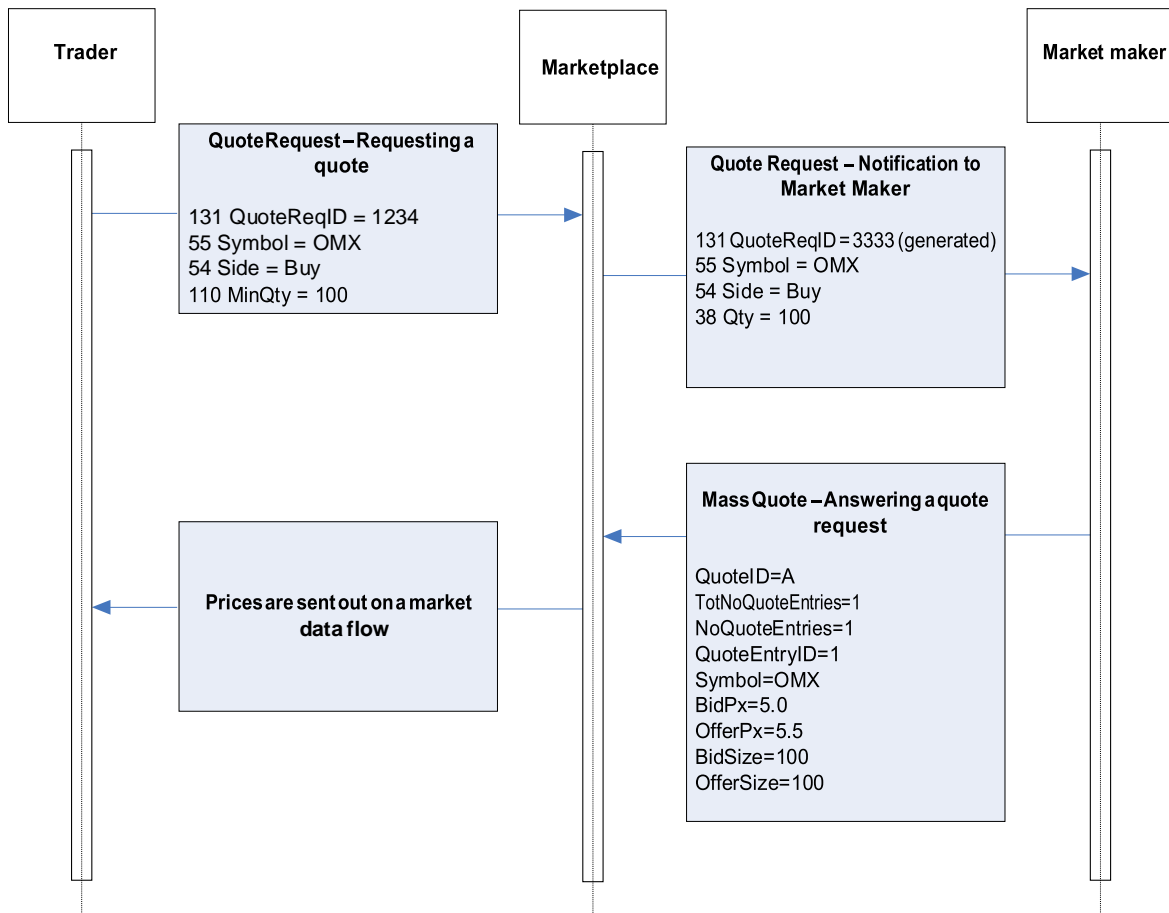 Trader
Marketplace
Market maker
QuoteRequest – Requesting a
quote
131 QuoteReqID = 1234
55 Symbol = OMX
54 Side = Buy
110 MinQty = 100
Quote Request – Notification to
Market Maker
131 QuoteReqID = 3333 (generated)
55 Symbol = OMX
54 Side = Buy
38 Qty = 100
Mass Quote – Answering a quote
request
QuoteID=A
TotNoQuoteEntries=1
NoQuoteEntries=1
QuoteEntryID=1
Symbol=OMX
BidPx=5.0
OfferPx=5.5
BidSize=100
OfferSize=100
Prices are sent out on a market
data flow